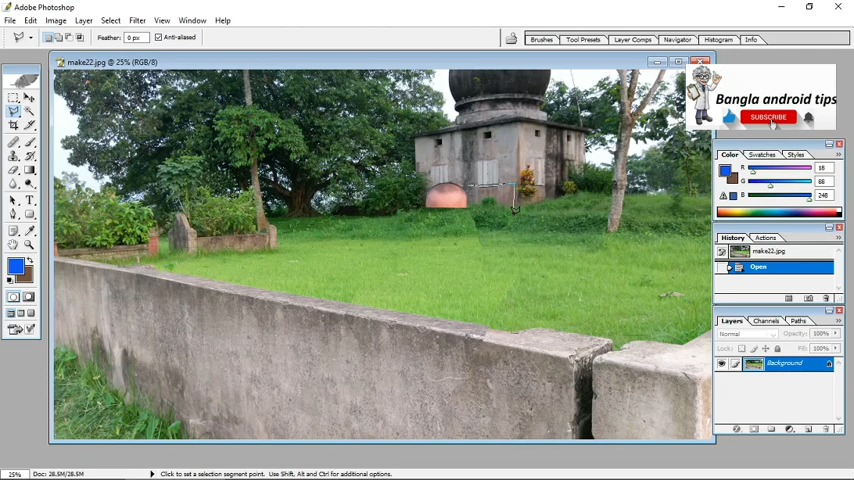 Adobe Photoshop
File Edit Image Layer Select Filter View Window Help
Feather: 0 px Anti-aliased
Brushes Tool Presets Layer Comps Navigator Histogram Info
make22.jpg @ 25% (RGB/8)
Bangla android tips
SUBSCRIBE
Color Swatches Styles
R 18
G 66
B 248
History Actions
make22.jpg
Open
Layers Channels Paths
Normal Opacity: 100%
Lock: Fill: 100%
Background
25% Doc: 28.5M/28.5M Click to set a selection segment point. Use Shift, Alt and Ctrl for additional options.